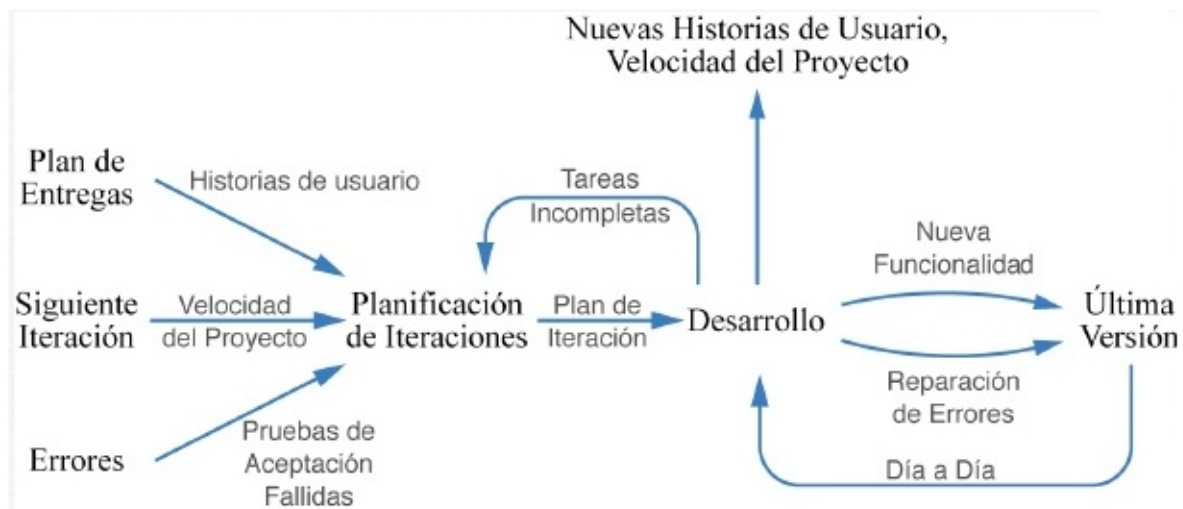 Nuevas Historias de Usuario,
Velocidad del Proyecto
Plan de
Entregas
Historias de usuario
Tareas
Incompletas
Nueva
Funcionalidad
Siguiente
Iteración
Velocidad
del Proyecto
Planificación
de Iteraciones
Plan de
Iteración
Desarrollo
Última
Versión
Reparación
de Errores
Errores
Pruebas de
Aceptación
Fallidas
Día a Día